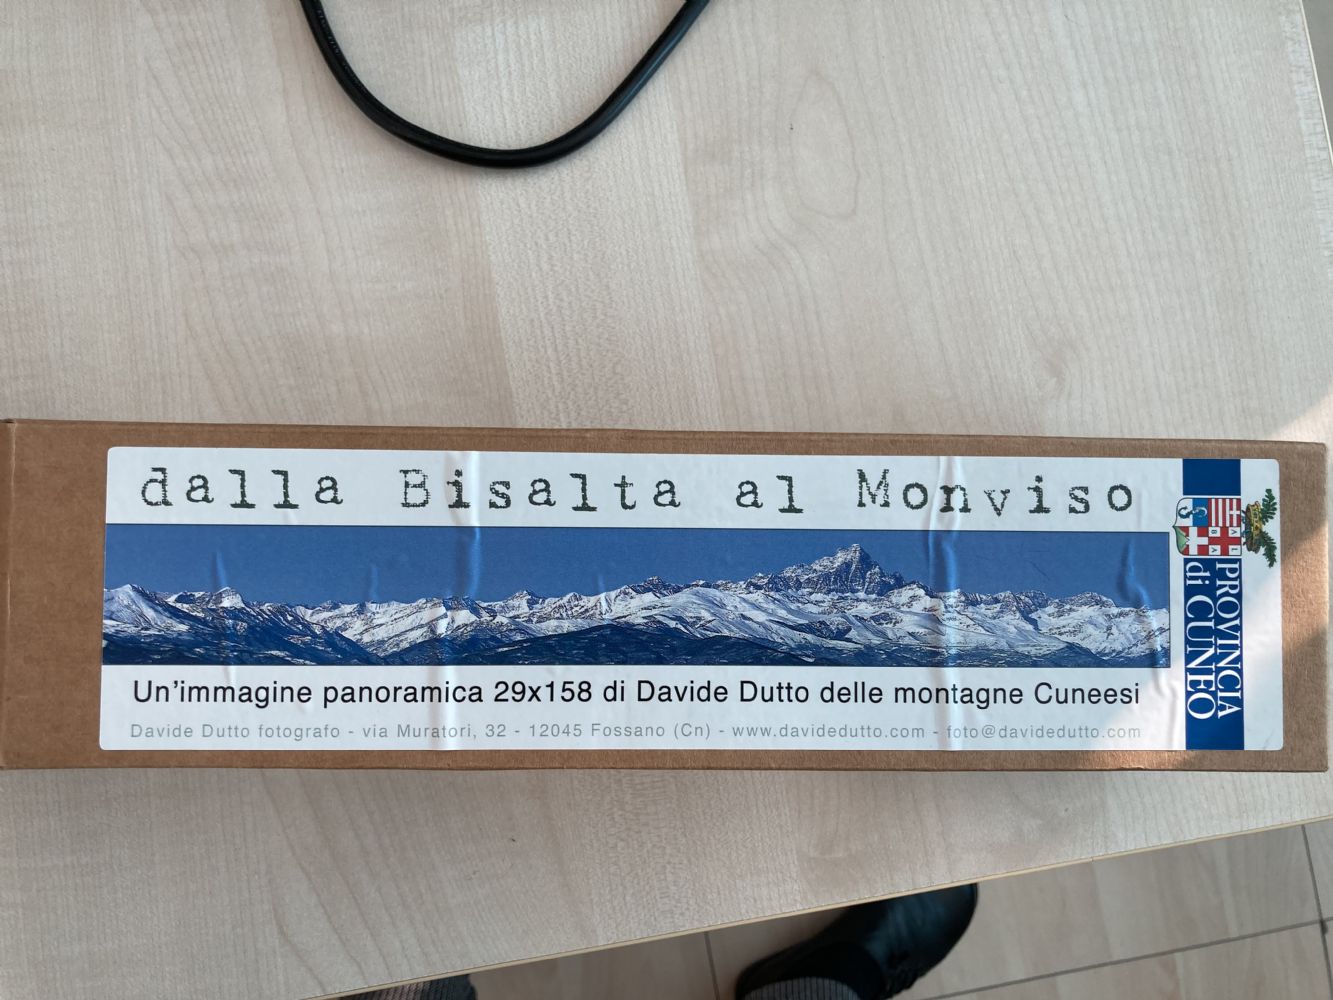 dalla Bisalta al Monviso
Un'immagine panoramica 29x158 di Davide Dutto delle montagne Cuneesi
Davide Dutto fotografo - via Muratori, 32 - 12045 Fossano (Cn) - www.davidedutto.com - foto@davidedutto.com
PROVINCIA
di CUNEO